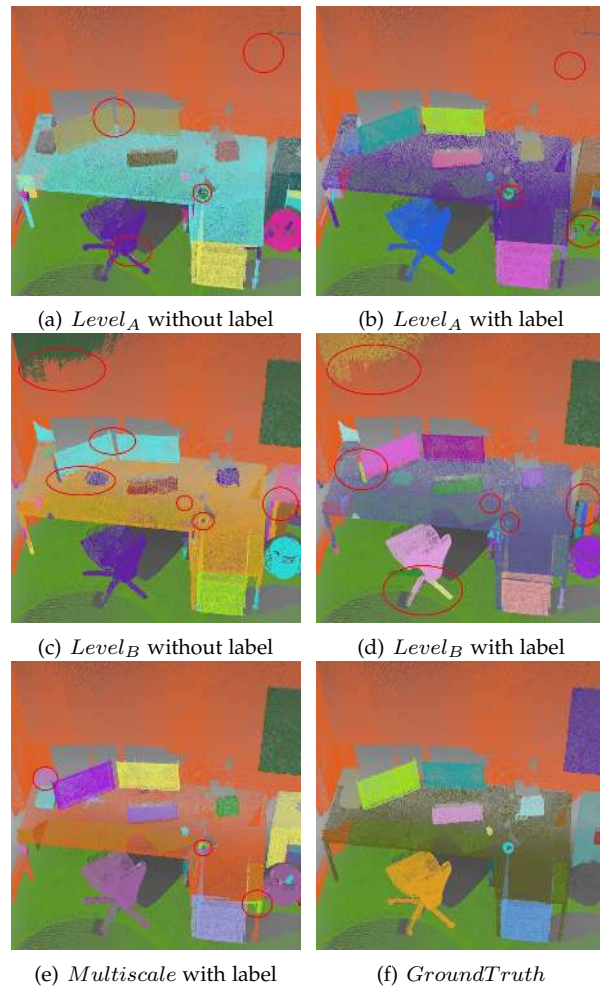 (a) Level_A without label
(b) Level_A with label
(c) Level_B without label
(d) Level_B with label
(e) Multiscale with label
(f) GroundTruth